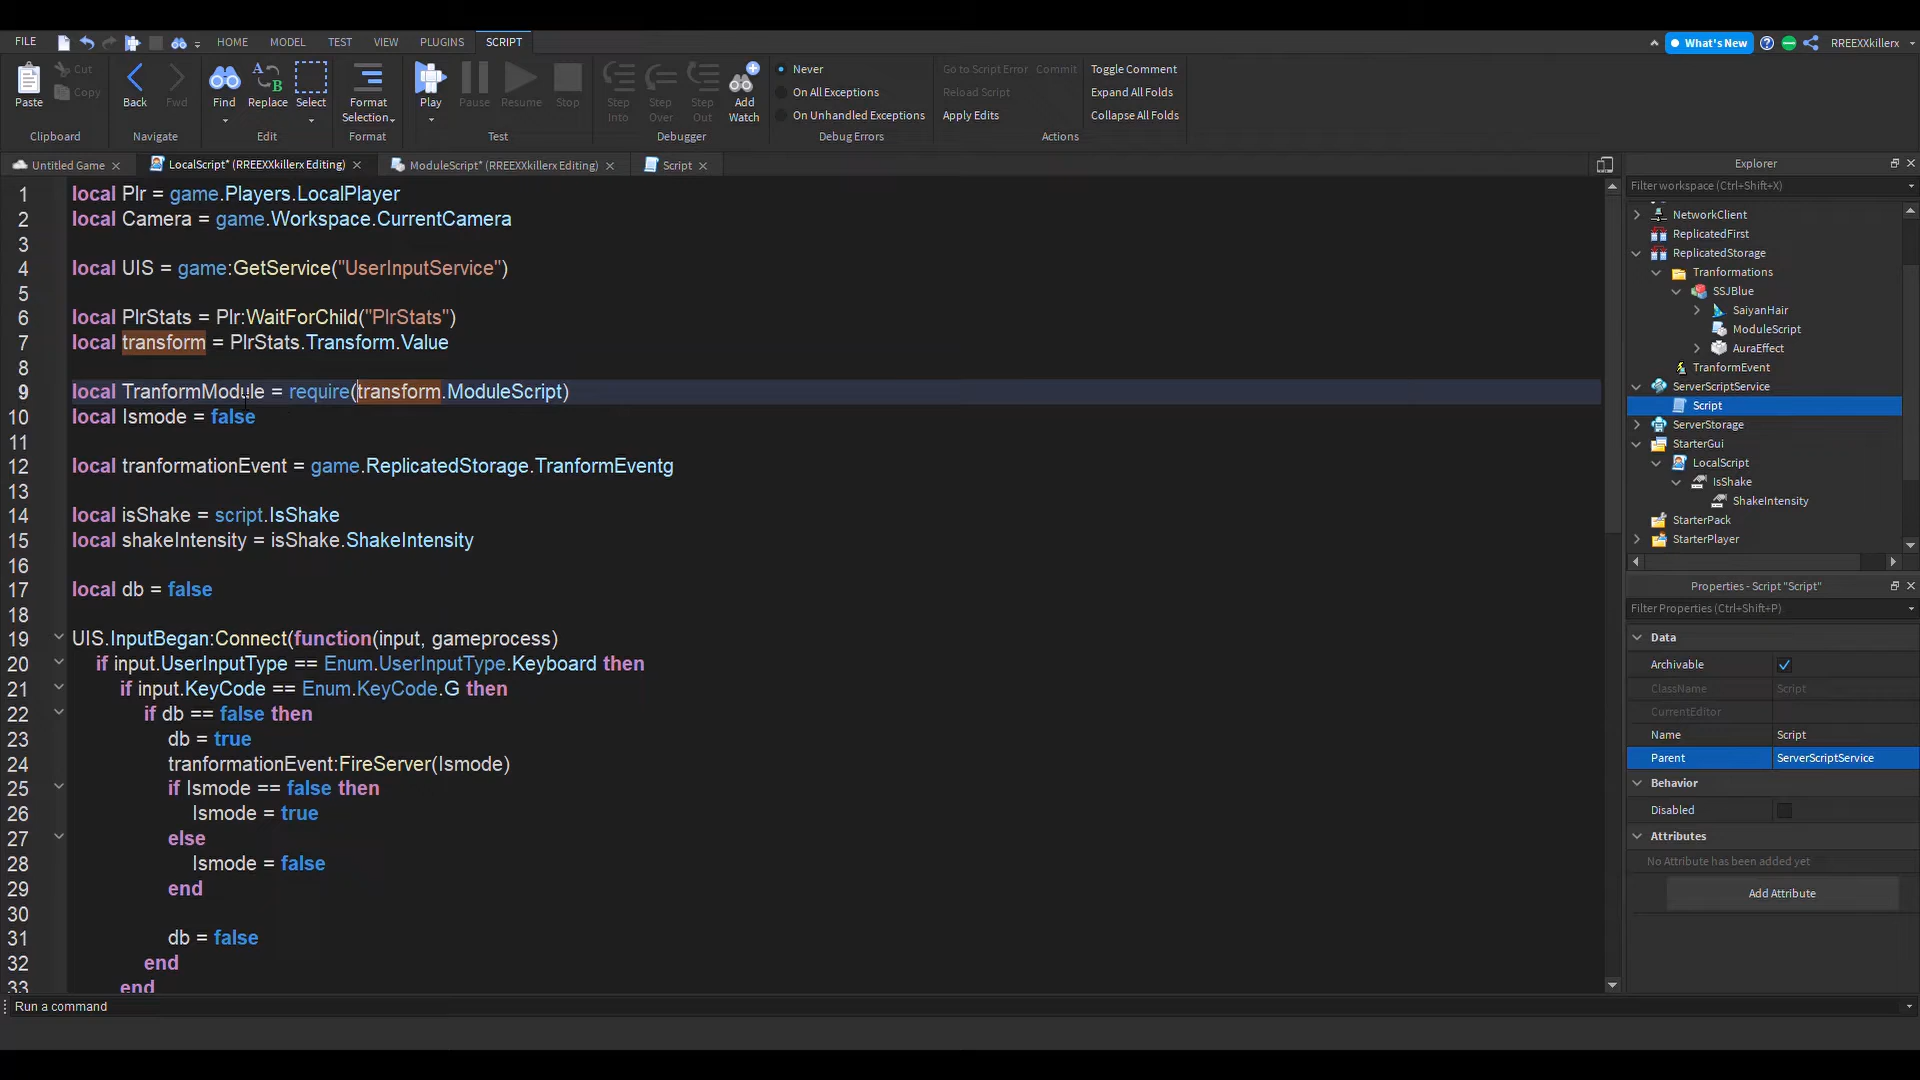 FILE HOME MODEL TEST VIEW PLUGINS SCRIPT What's New RREEXXkillerx
Paste Cut Copy Clipboard
Back Fwd Navigate
Find Replace Select Edit
Format Selection Format
Play Pause Resume Stop Test
Step Into Step Over Step Out Add Watch Debugger
Never
On All Exceptions
On Unhandled Exceptions
Debug Errors
Go to Script Error Commit Toggle Comment
Reload Script Expand All Folds
Apply Edits Collapse All Folds
Actions
Untitled Game LocalScript* (RREEXXkillerx Editing) ModuleScript* (RREEXXkillerx Editing) Script
1 local Plr = game.Players.LocalPlayer
2 local Camera = game.Workspace.CurrentCamera
3
4 local UIS = game:GetService("UserInputService")
5
6 local PlrStats = Plr:WaitForChild("PlrStats")
7 local transform = PlrStats.Transform.Value
8
9 local TranformModule = require(transform.ModuleScript)
10 local Ismode = false
11
12 local tranformationEvent = game.ReplicatedStorage.TranformEventg
13
14 local isShake = script.IsShake
15 local shakeIntensity = isShake.ShakeIntensity
16
17 local db = false
18
19 UIS.InputBegan:Connect(function(input, gameprocess)
20 if input.UserInputType == Enum.UserInputType.Keyboard then
21 if input.KeyCode == Enum.KeyCode.G then
22 if db == false then
23 db = true
24 tranformationEvent:FireServer(Ismode)
25 if Ismode == false then
26 Ismode = true
27 else
28 Ismode = false
29 end
30
31 db = false
32 end
33 end
Explorer
Filter workspace (Ctrl+Shift+X)
NetworkClient
ReplicatedFirst
ReplicatedStorage
Tranformations
SSJBlue
SaiyanHair
ModuleScript
AuraEffect
TranformEvent
ServerScriptService
Script
ServerStorage
StarterGui
LocalScript
IsShake
ShakeIntensity
StarterPack
StarterPlayer
Properties - Script "Script"
Filter Properties (Ctrl+Shift+P)
Data
Archivable
ClassName Script
CurrentEditor
Name Script
Parent ServerScriptService
Behavior
Disabled
Attributes
No Attribute has been added yet
Add Attribute
Run a command